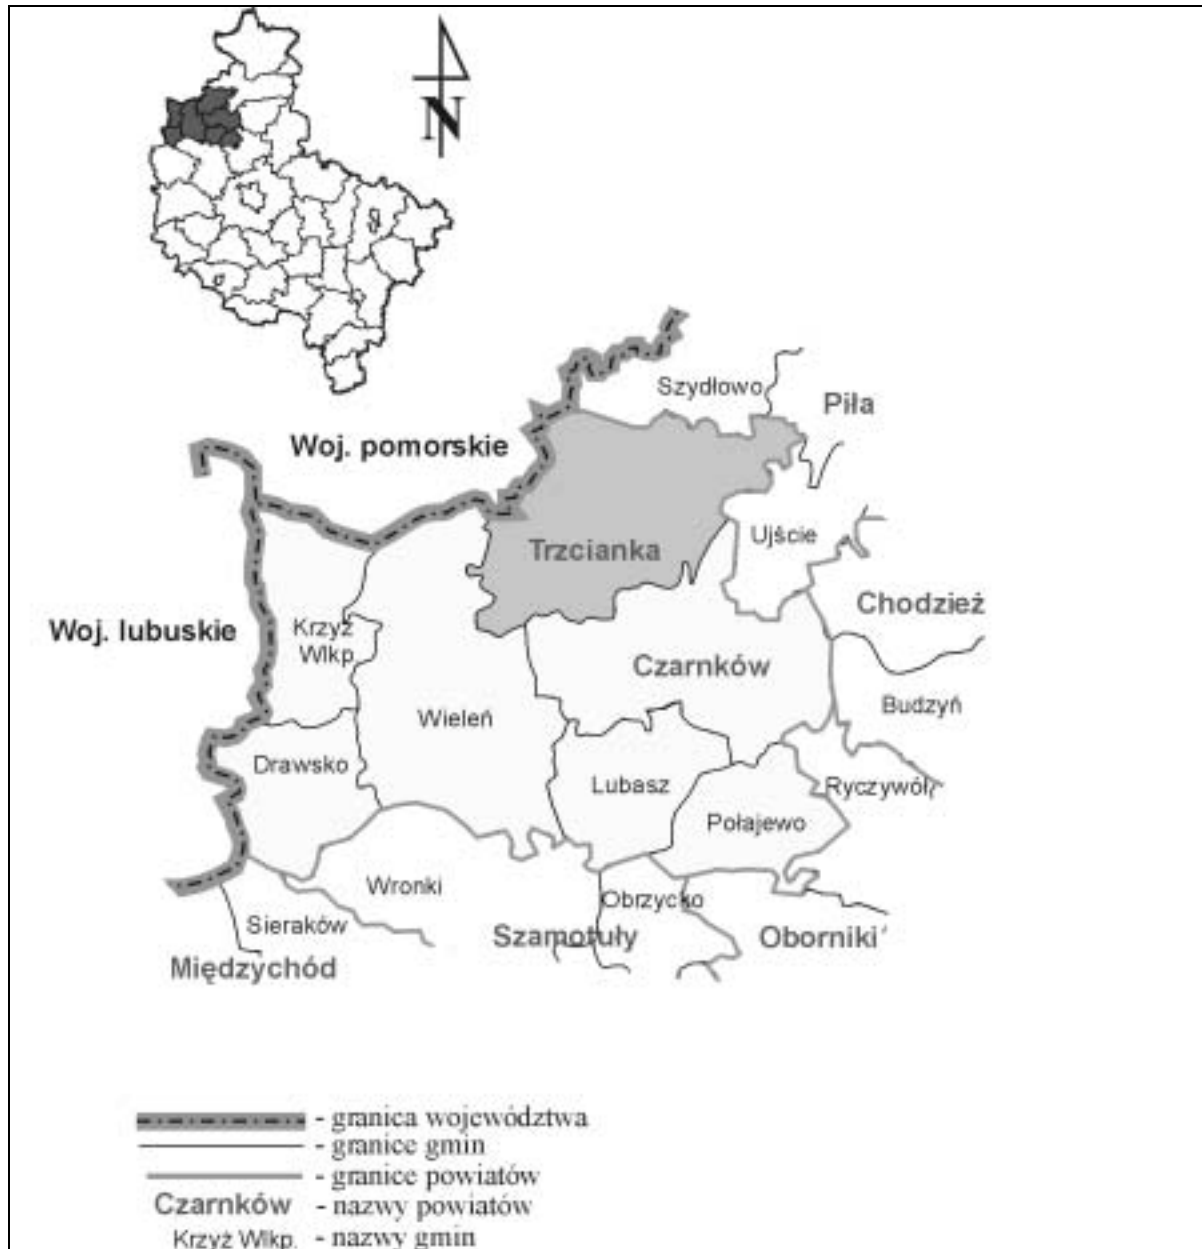 N
Szydłowo
Piła
Woj. pomorskie
Trzcianka
Ujście
Chodzież
Woj. lubuskie
Krzyż
Wlkp.
Czarnków
Budzyń
Wieleń
Drawsko
Lubasz
Ryczywół
Połajewo
Wronki
Obrzycko
Sieraków
Szamotuły
Oborniki
Międzychód
- granica województwa
- granice gmin
- granice powiatów
Czarnków - nazwy powiatów
Krzyż Wlkp. - nazwy gmin